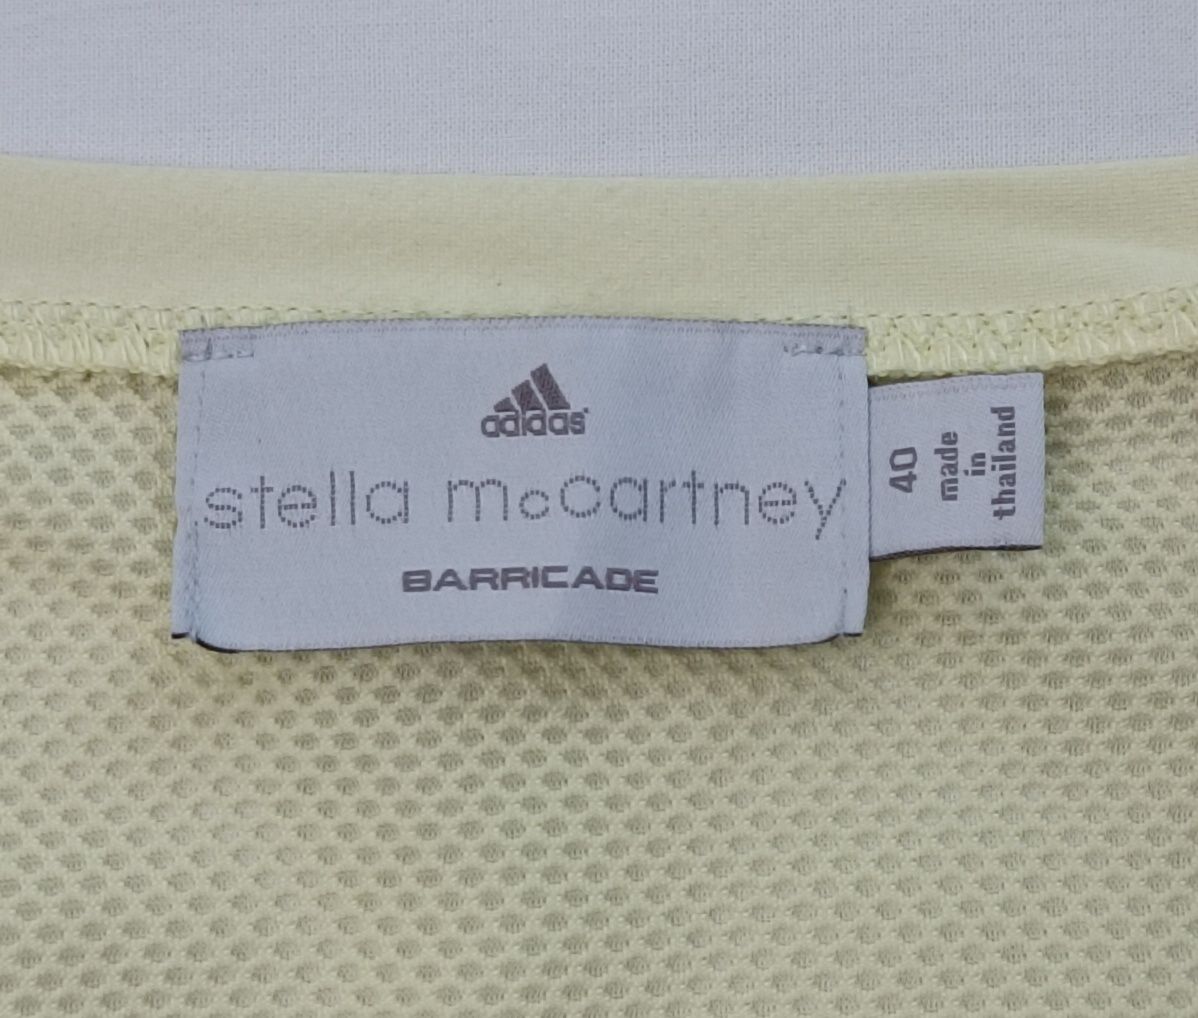 adidas
stella mcCartney
BARRICADE
40
made
in
thailand